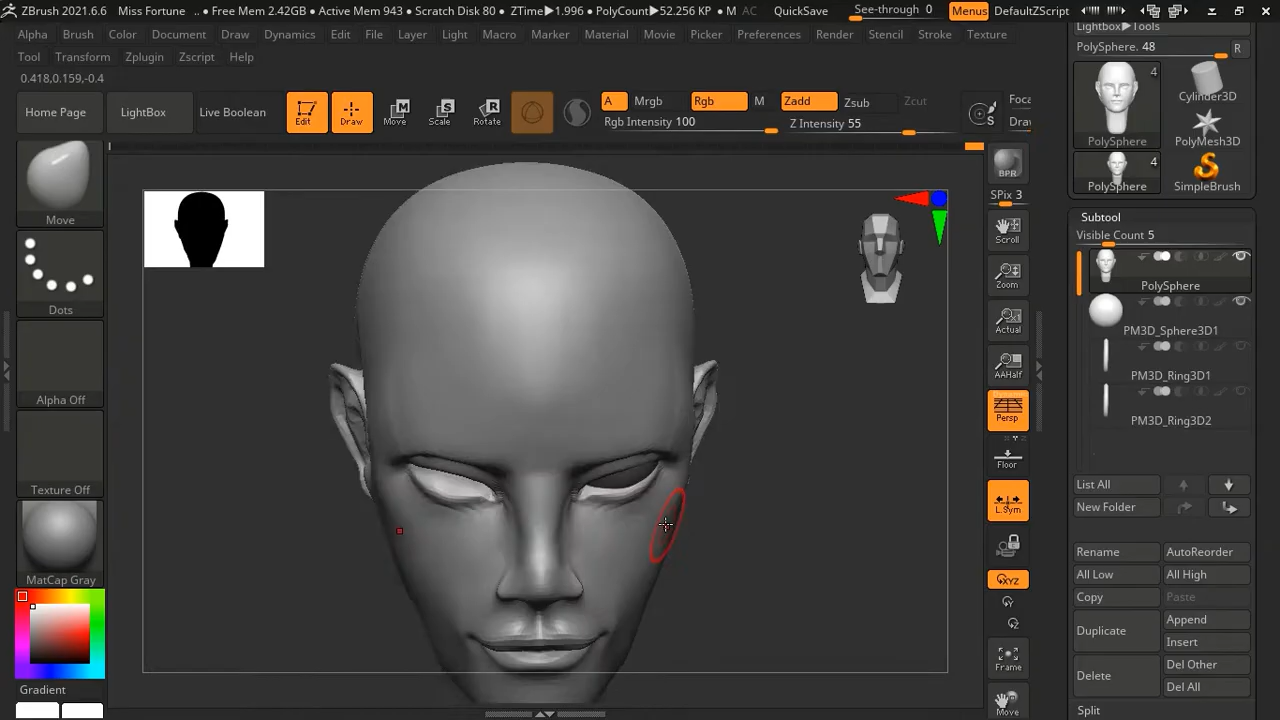 ZBrush 2021.6.6 Miss Fortune .. • Free Mem 2.42GB • Active Mem 943 • Scratch Disk 80 • ZTime▶1.996 • PolyCount▶52.256 KP • M AC QuickSave See-through 0 Menus DefaultZScript
Alpha Brush Color Document Draw Dynamics Edit File Layer Light Macro Marker Material Movie Picker Preferences Render Stencil Stroke Texture
Tool Transform Zplugin Zscript Help
0.418,0.159,-0.4
Home Page
LightBox
Live Boolean
Edit
Draw
Move
Scale
Rotate
A Mrgb Rgb M Zadd Zsub Zcut
Rgb Intensity 100 Z Intensity 55
S
Foca
Draw
Move
Dots
Alpha Off
Texture Off
MatCap Gray
Gradient
BPR
SPix 3
Scroll
Zoom
Actual
AAHalf
Dynamic
Persp
Floor
L.Sym
XYZ
Y
Z
Frame
Move
Lightbox▶Tools
PolySphere. 48 R
4
PolySphere
Cylinder3D
PolyMesh3D
4
PolySphere
SimpleBrush
Subtool
Visible Count 5
PolySphere
PM3D_Sphere3D1
PM3D_Ring3D1
PM3D_Ring3D2
List All
New Folder
Rename AutoReorder
All Low All High
Copy Paste
Duplicate
Append
Insert
Delete
Del Other
Del All
Split